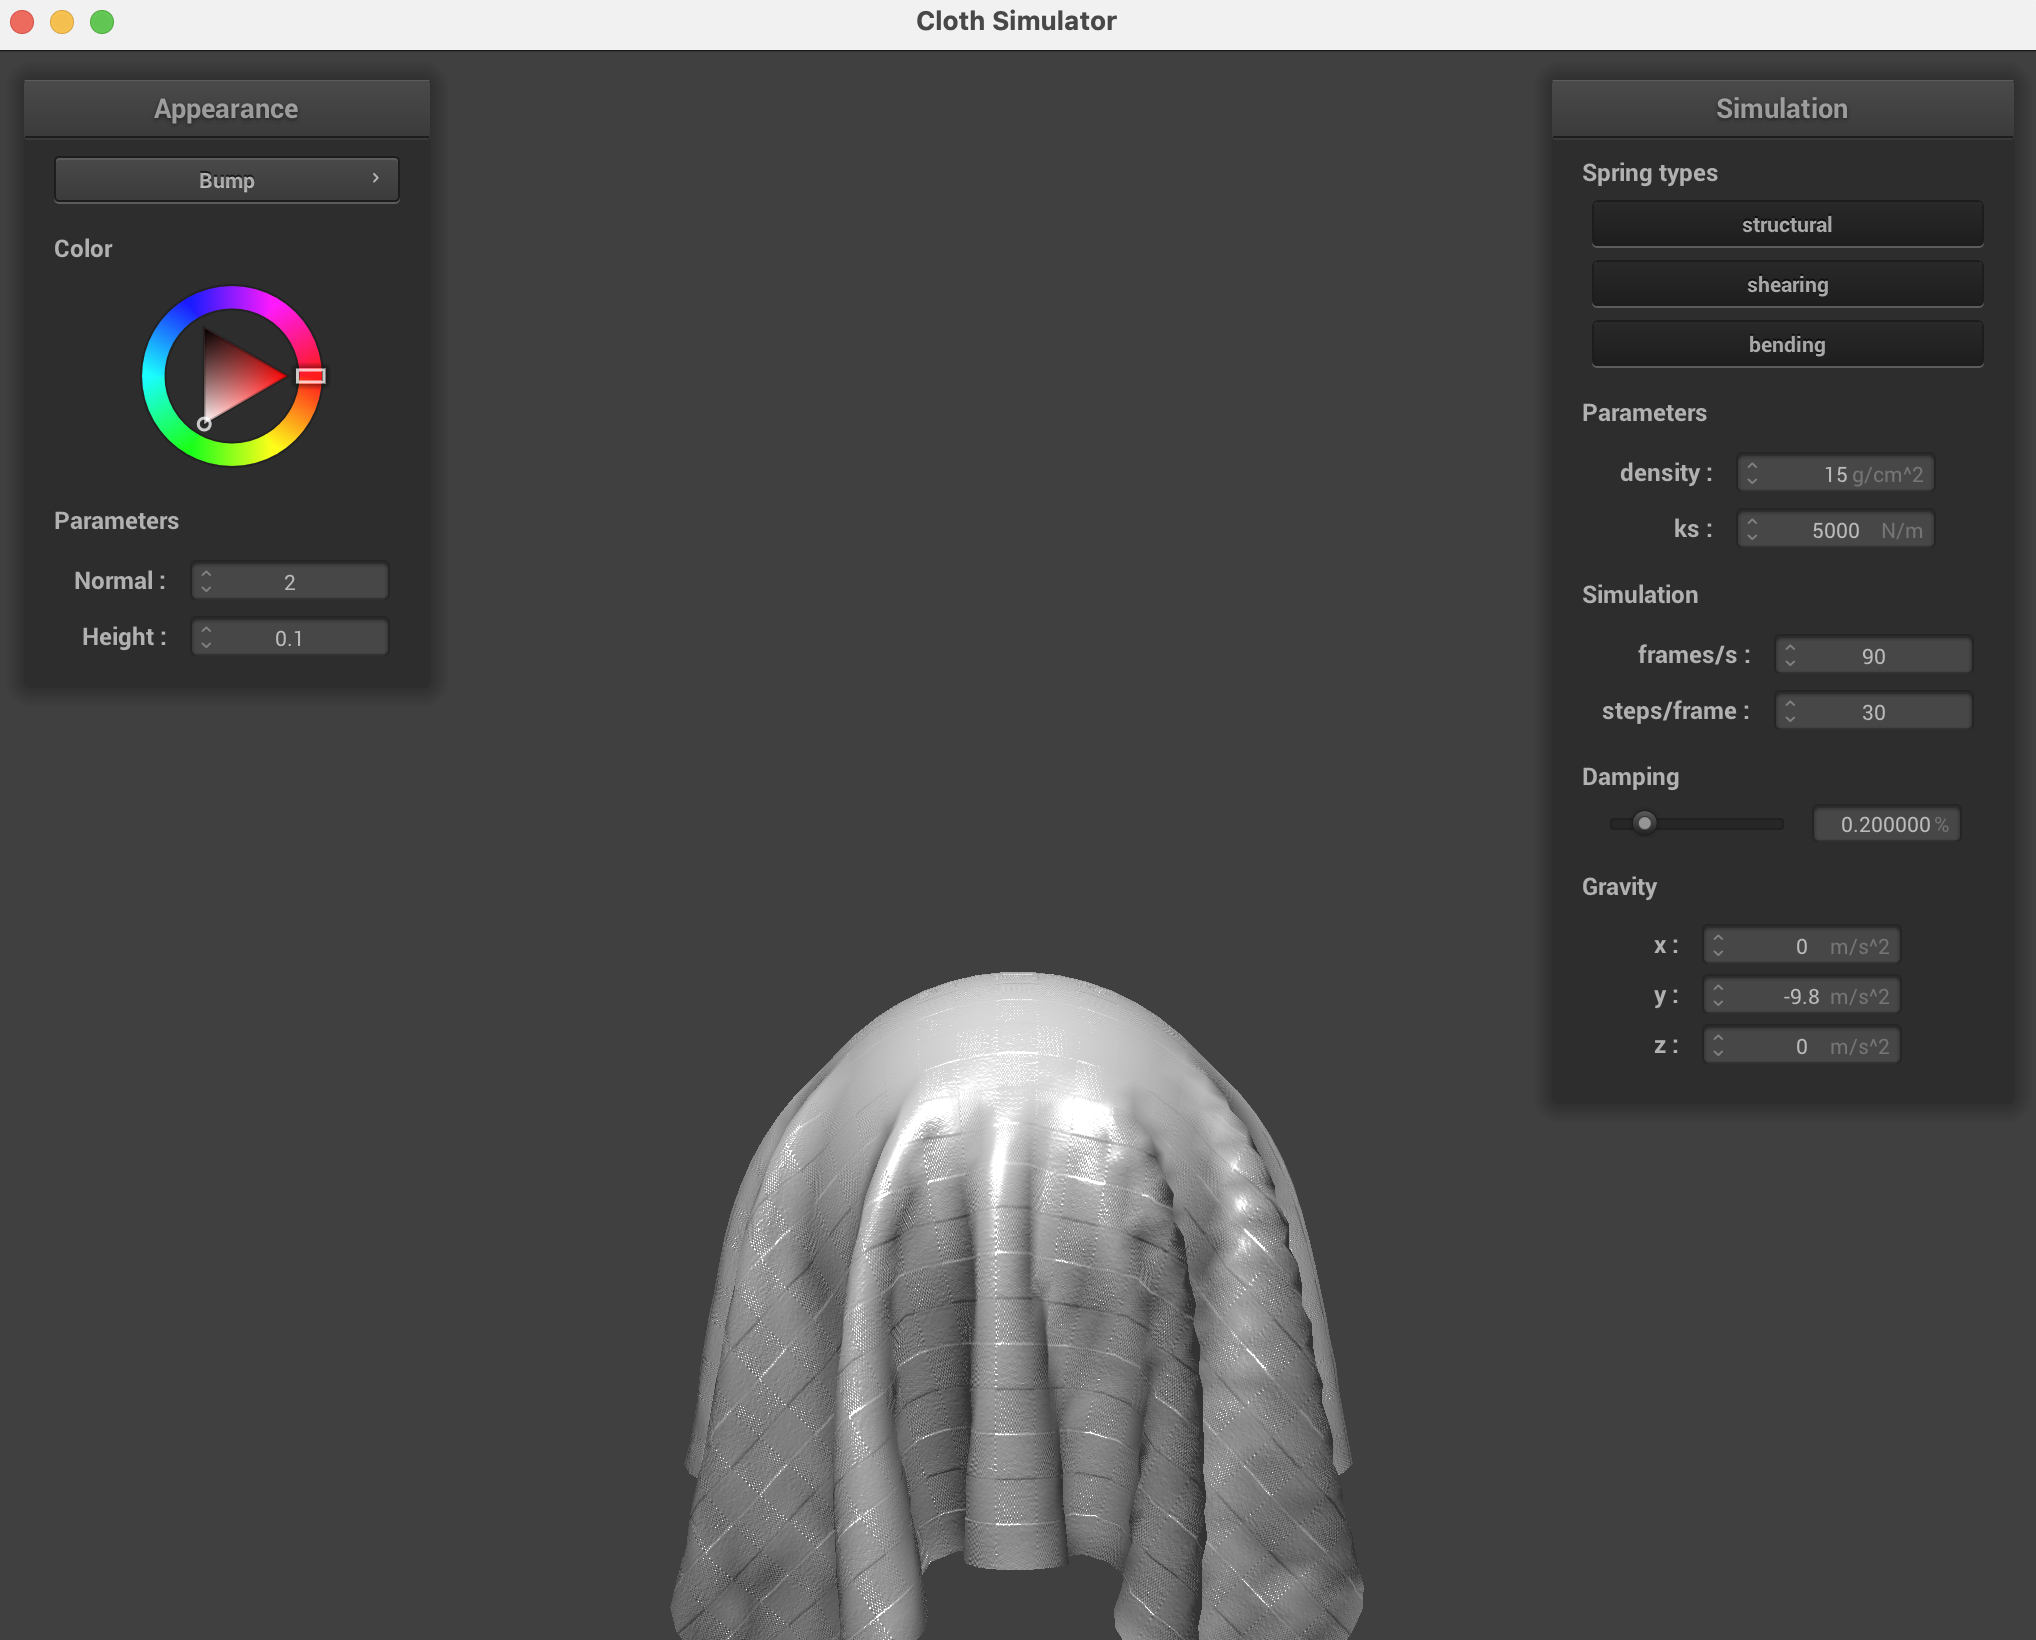 Cloth Simulator
Appearance
Bump
Color
Parameters
Normal : 2
Height : 0.1
Simulation
Spring types
structural
shearing
bending
Parameters
density : 15 g/cm^2
ks : 5000 N/m
Simulation
frames/s : 90
steps/frame : 30
Damping
0.200000 %
Gravity
x : 0 m/s^2
y : -9.8 m/s^2
z : 0 m/s^2